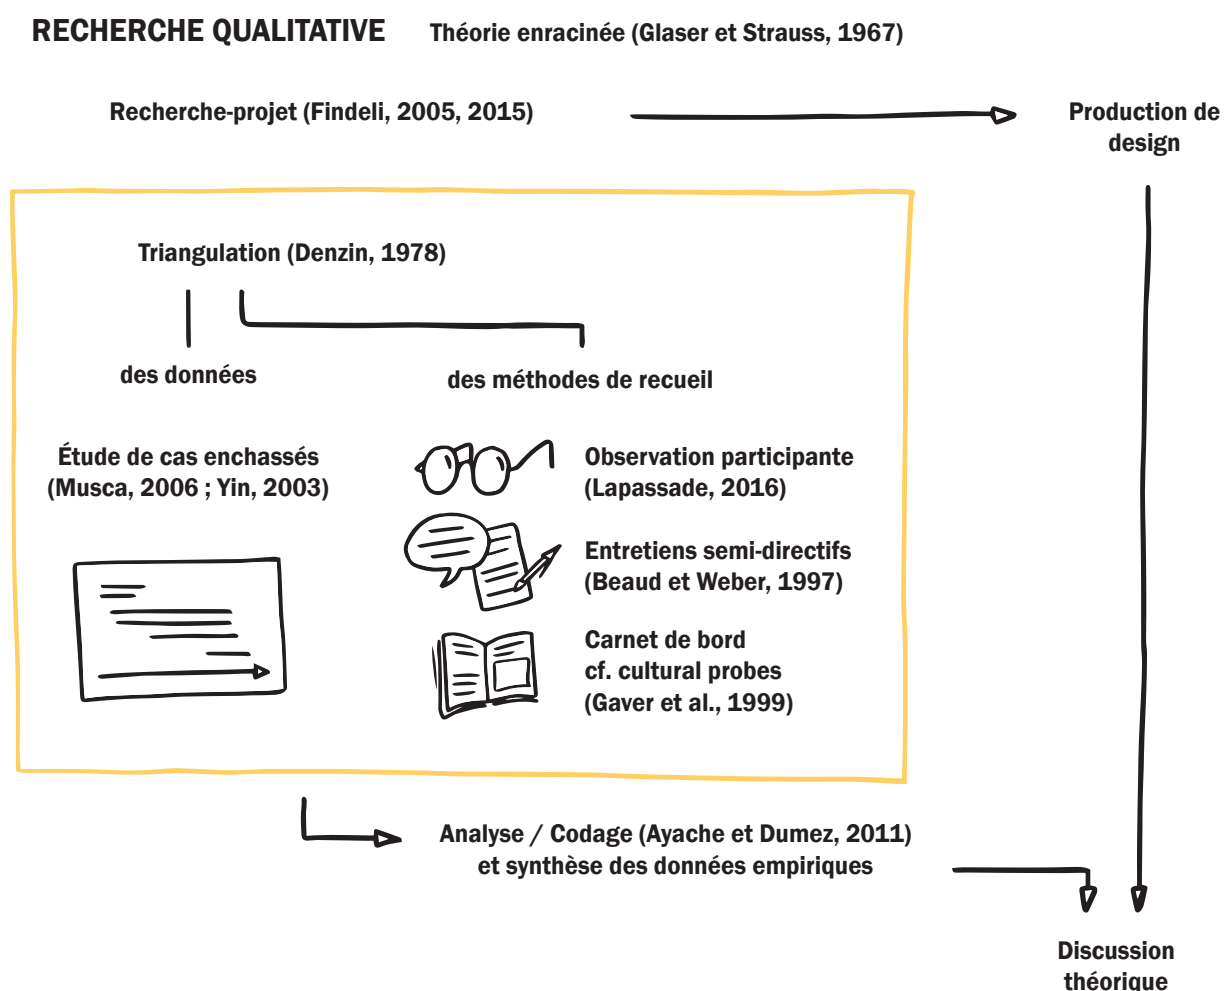 RECHERCHE QUALITATIVE Théorie enracinée (Glaser et Strauss, 1967)
Recherche-projet (Findeli, 2005, 2015)
Production de
design
Triangulation (Denzin, 1978)
des données
des méthodes de recueil
Étude de cas enchassés
(Musca, 2006 ; Yin, 2003)
Observation participante
(Lapassade, 2016)
Entretiens semi-directifs
(Beaud et Weber, 1997)
Carnet de bord
cf. cultural probes
(Gaver et al., 1999)
Analyse / Codage (Ayache et Dumez, 2011)
et synthèse des données empiriques
Discussion
théorique